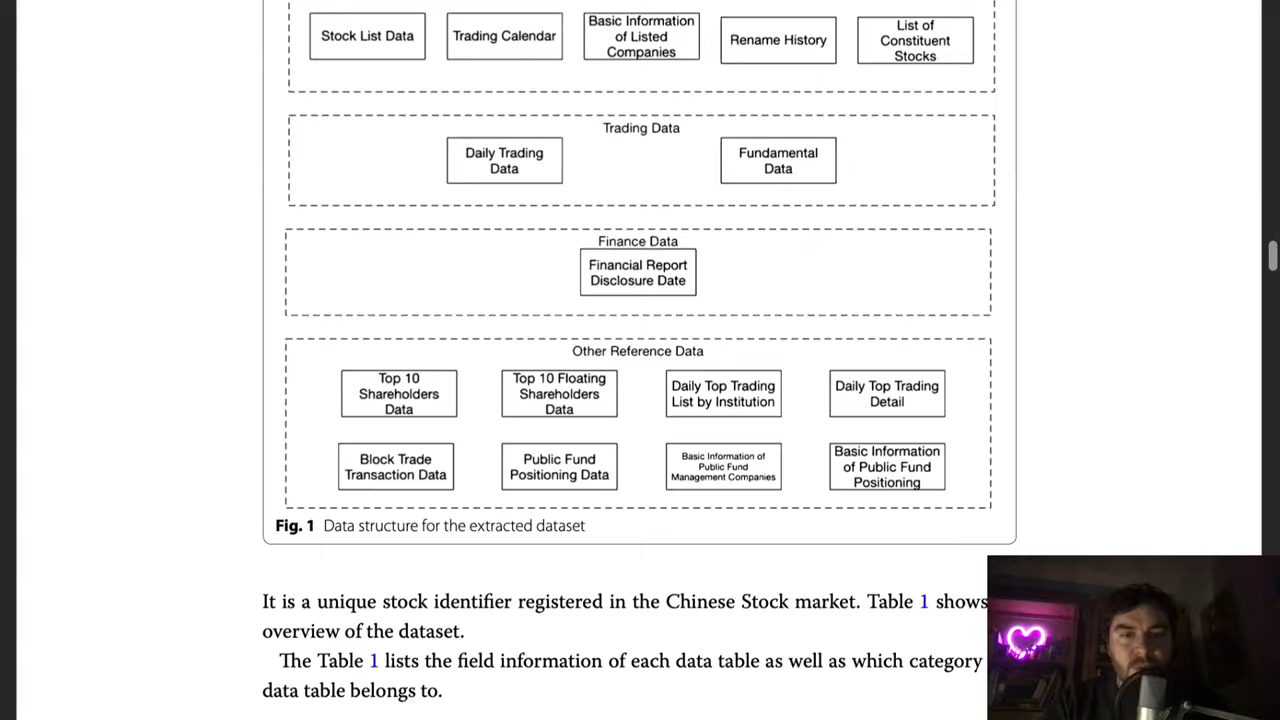 Stock List Data
Trading Calendar
Basic Information
of Listed
Companies
Rename History
List of
Constituent
Stocks
Trading Data
Daily Trading
Data
Fundamental
Data
Finance Data
Financial Report
Disclosure Date
Other Reference Data
Top 10
Shareholders
Data
Top 10 Floating
Shareholders
Data
Daily Top Trading
List by Institution
Daily Top Trading
Detail
Block Trade
Transaction Data
Public Fund
Positioning Data
Basic Information of
Public Fund
Management Companies
Basic Information
of Public Fund
Positioning
Fig. 1 Data structure for the extracted dataset
It is a unique stock identifier registered in the Chinese Stock market. Table 1 shows
overview of the dataset.
The Table 1 lists the field information of each data table as well as which category
data table belongs to.